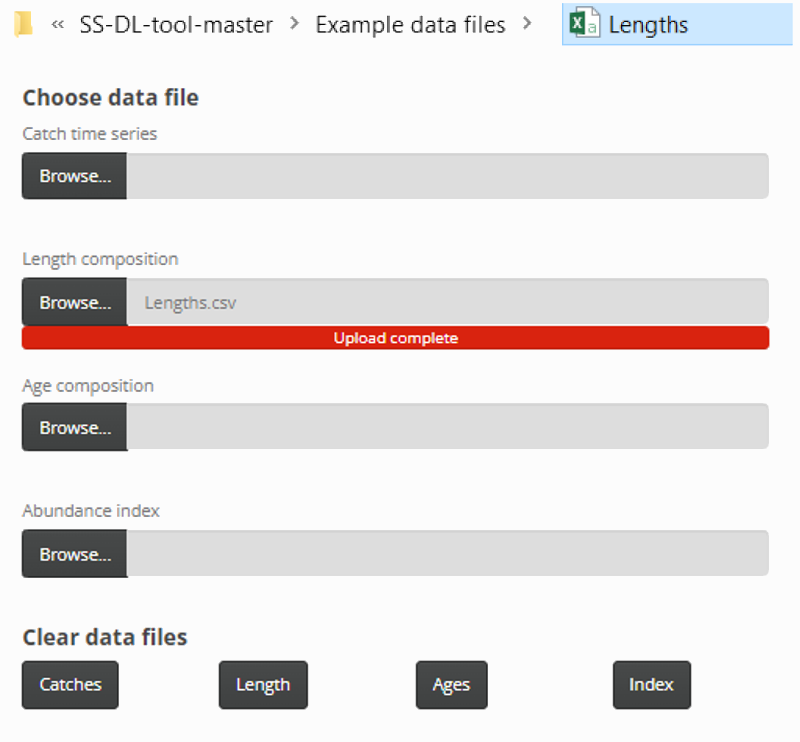 « SS-DL-tool-master > Example data files > Lengths
Choose data file
Catch time series
Browse...
Length composition
Browse... Lengths.csv
Upload complete
Age composition
Browse...
Abundance index
Browse...
Clear data files
Catches Length Ages Index